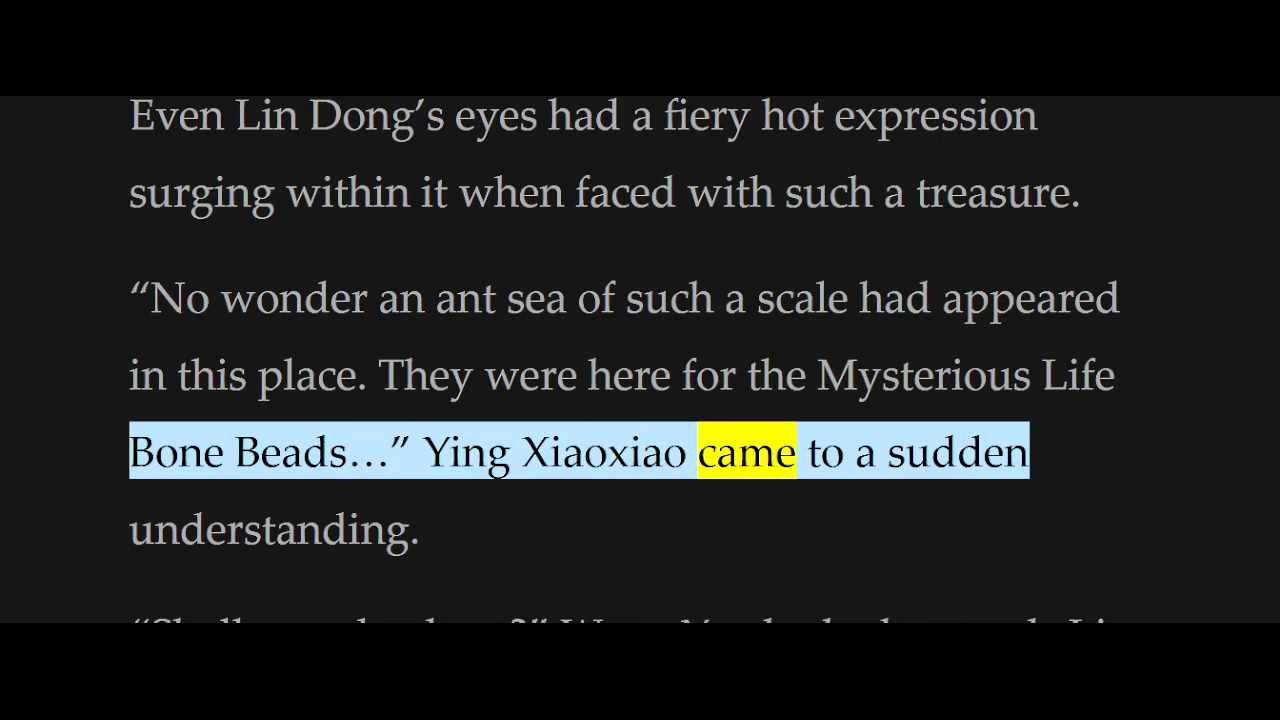 Even Lin Dong’s eyes had a fiery hot expression
surging within it when faced with such a treasure.
“No wonder an ant sea of such a scale had appeared
in this place. They were here for the Mysterious Life
Bone Beads…” Ying Xiaoxiao came to a sudden
understanding.